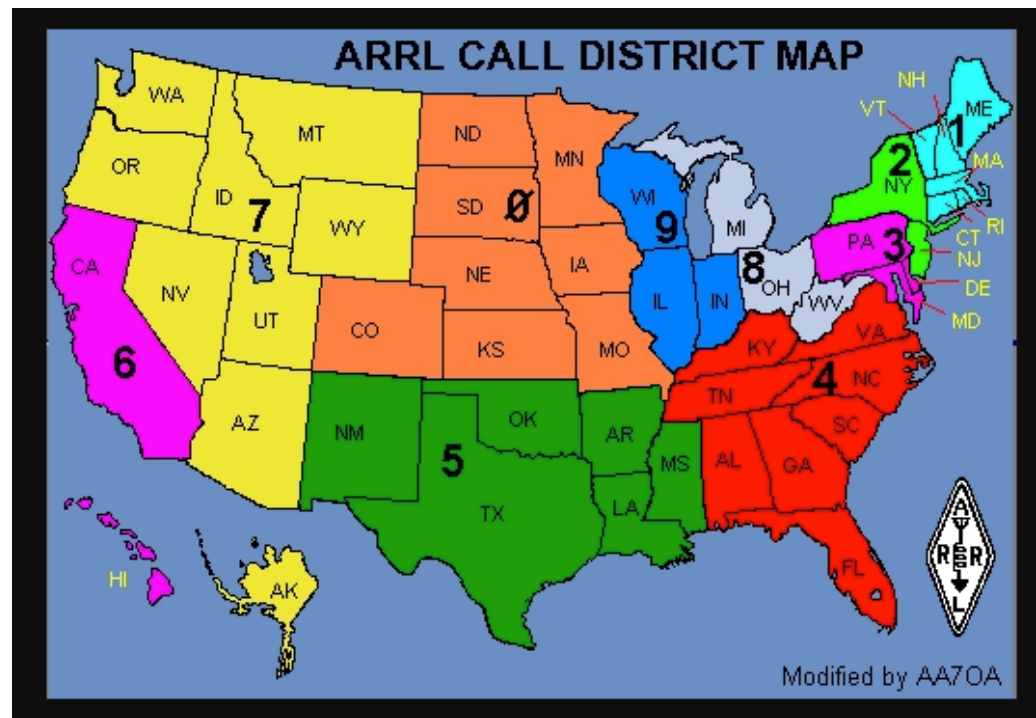 ARRL CALL DISTRICT MAP
NH
VT
ME
1
WA
MT
ND
MN
OR
ID
7
SD
Ø
WI
9
MI
2
NY
MA
RI
CT
NJ
WY
PA
3
DE
MD
CA
NV
UT
NE
IA
8
OH
WV
IL
IN
CO
KS
MO
KY
VA
6
AZ
NM
OK
AR
TN
4
NC
SC
5
TX
MS
AL
GA
LA
FL
HI
AK
A
R R
L
Modified by AA7OA